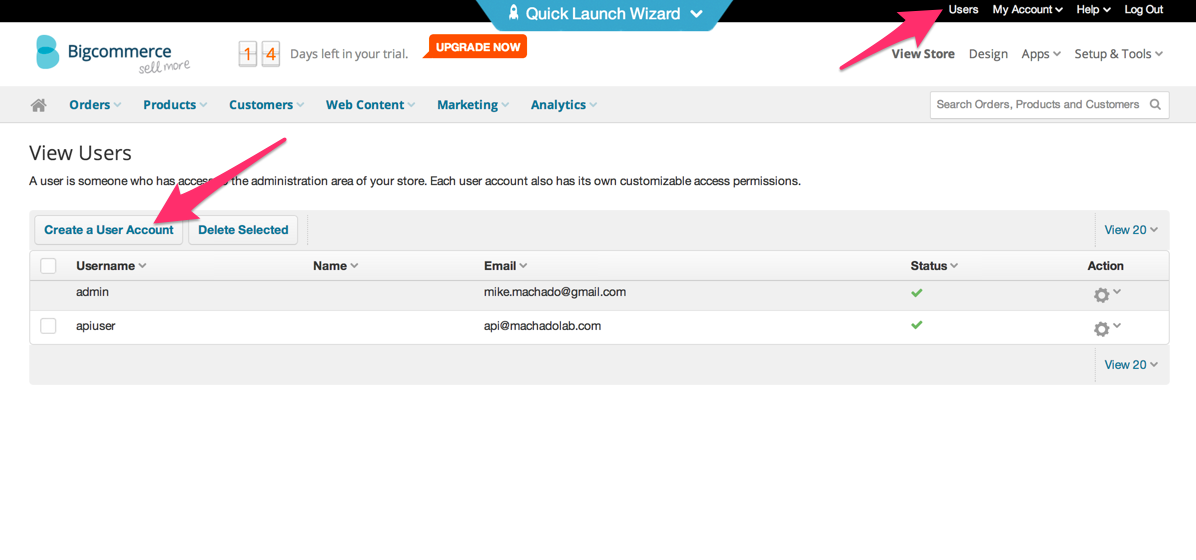 Quick Launch Wizard
Users My Account Help Log Out
Bigcommerce
sell more
14 Days left in your trial.
UPGRADE NOW
View Store Design Apps Setup & Tools
Orders Products Customers Web Content Marketing Analytics
Search Orders, Products and Customers
View Users
A user is someone who has access the administration area of your store. Each user account also has its own customizable access permissions.
Create a User Account Delete Selected View 20
Username Name Email Status Action
admin mike.machado@gmail.com
apiuser api@machadolab.com
View 20